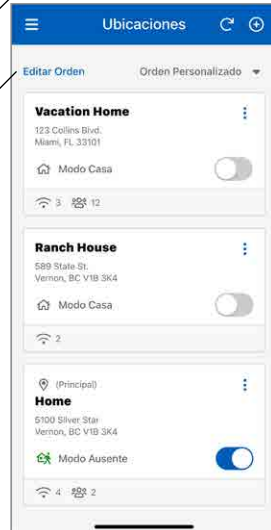 Ubicaciones
Editar Orden
Orden Personalizado
Vacation Home
123 Collins Blvd.
Miami, FL 33101
Modo Casa
3 12
Ranch House
589 State St.
Vernon, BC V1B 3K4
Modo Casa
2
(Principal)
Home
5100 Silver Star
Vernon, BC V1B 3K4
Modo Ausente
4 2